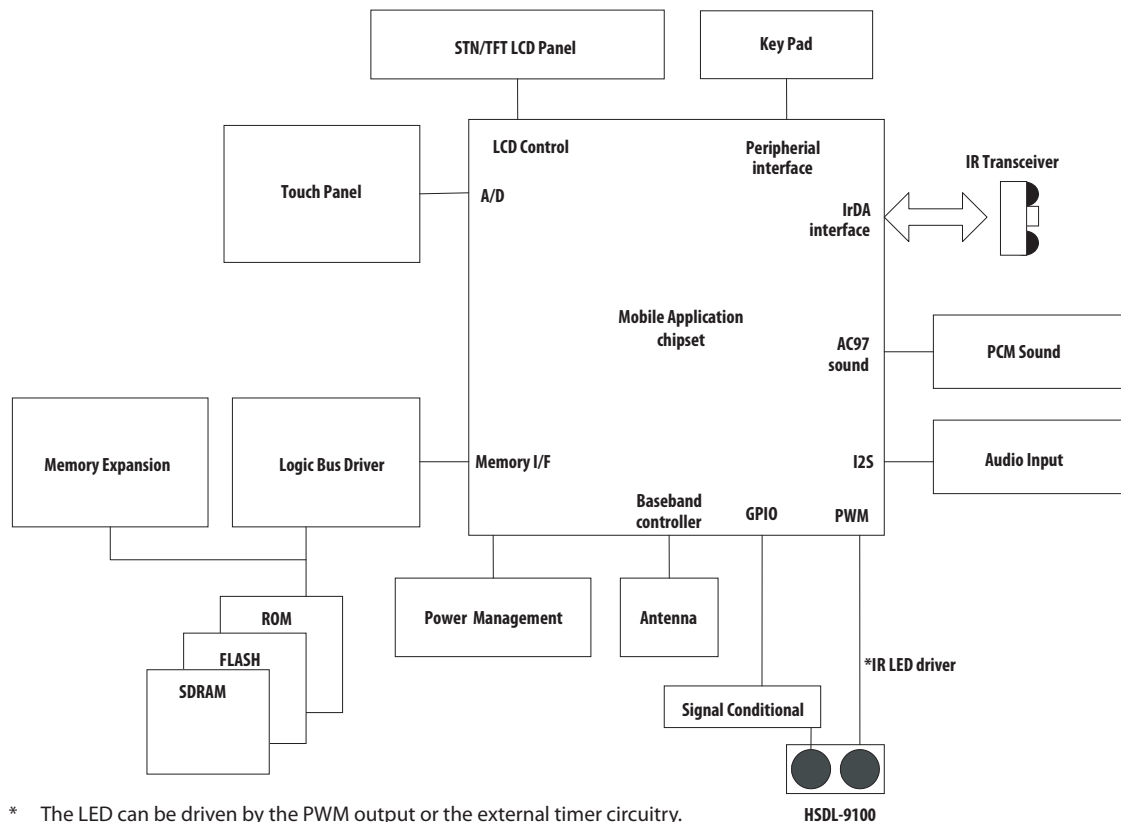 STN/TFT LCD Panel
Key Pad
LCD Control
Peripherial
interface
IR Transceiver
Touch Panel
A/D
IrDA
interface
Mobile Application
chipset
AC97
sound
PCM Sound
Memory Expansion
Logic Bus Driver
Memory I/F
I2S
Audio Input
Baseband
controller
GPIO
PWM
ROM
FLASH
SDRAM
Power Management
Antenna
*IR LED driver
Signal Conditional
HSDL-9100
* The LED can be driven by the PWM output or the external timer circuitry.